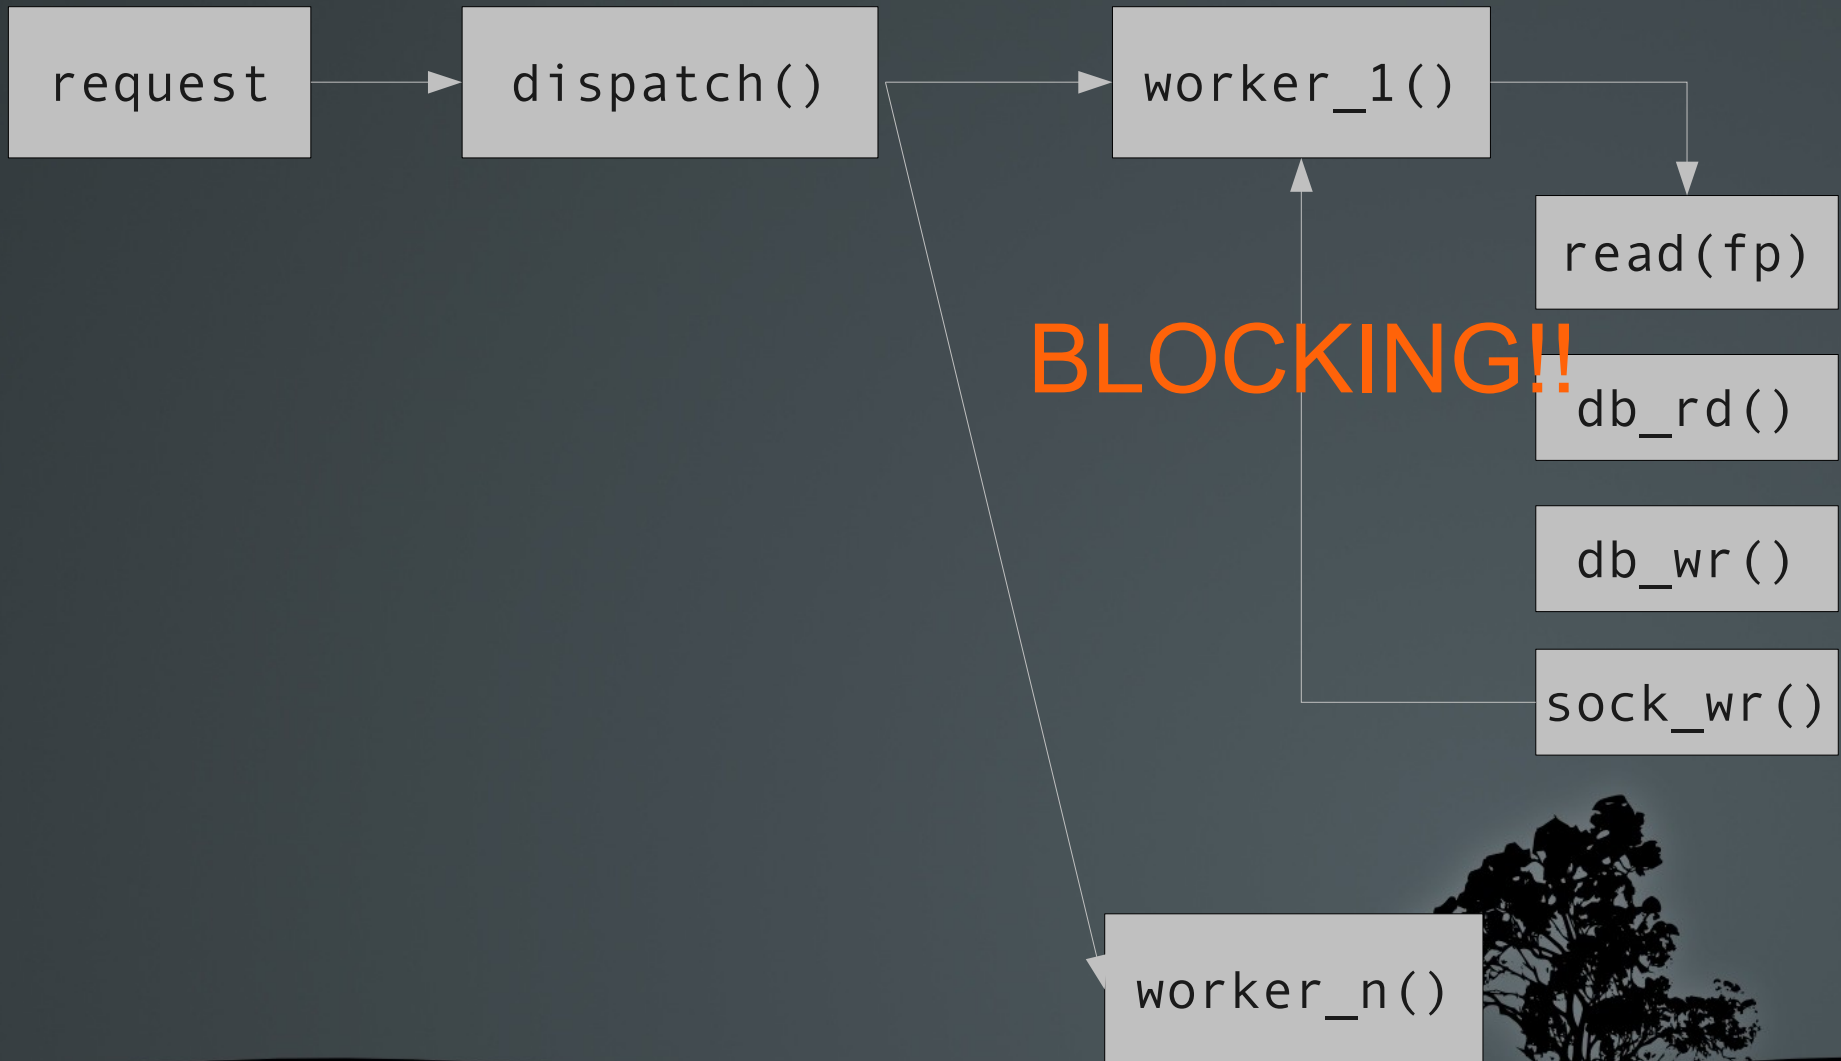 request
dispatch()
worker_1()
read(fp)
BLOCKING!!
db_rd()
db_wr()
sock_wr()
worker_n()